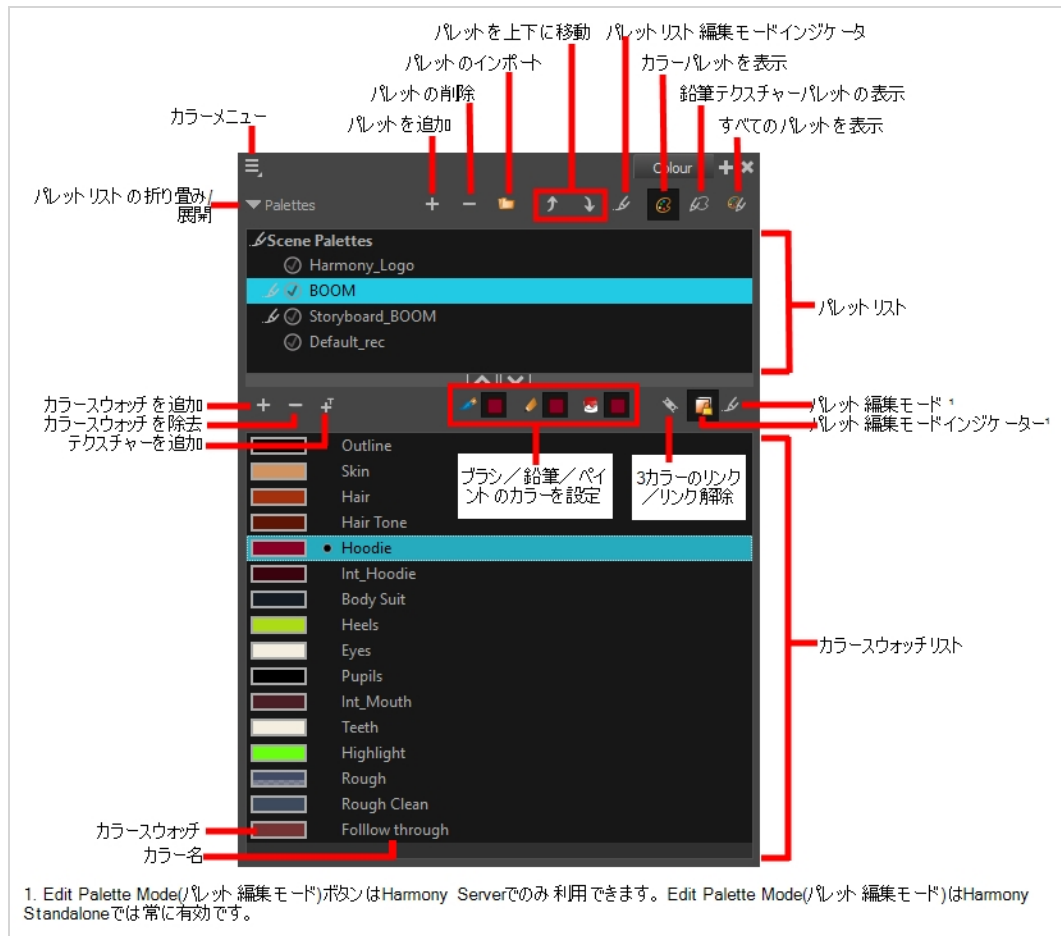 パレットを上下に移動
パレットリスト 編集モードインジケータ
パレットのインポート
カラーパレットを表示
パレットの削除
鉛筆テクスチャーパレットの表示
カラーメニュー
パレットを追加
すべてのパレットを表示
Colour
パレットリストの折り畳み/
展開
Palettes
Scene Palettes
Harmony_Logo
BOOM
Storyboard_BOOM
Default_rec
パレットリスト
カラースウォッチを追加
カラースウォッチを除去
テクスチャーを追加
パレット編集モード ¹
パレット編集モードインジケーター¹
ブラシ／鉛筆／ペイ
ントのカラーを設定
3カラーのリンク
／リンク解除
Outline
Skin
Hair
Hair Tone
Hoodie
Int_Hoodie
Body Suit
Heels
Eyes
Pupils
Int_Mouth
Teeth
Highlight
Rough
Rough Clean
Folllow through
カラースウォッチリスト
カラースウォッチ
カラー名
1. Edit Palette Mode(パレット編集モード)ボタンはHarmony Serverでのみ利用できます。Edit Palette Mode(パレット編集モード)はHarmony
Standaloneでは常に有効です。